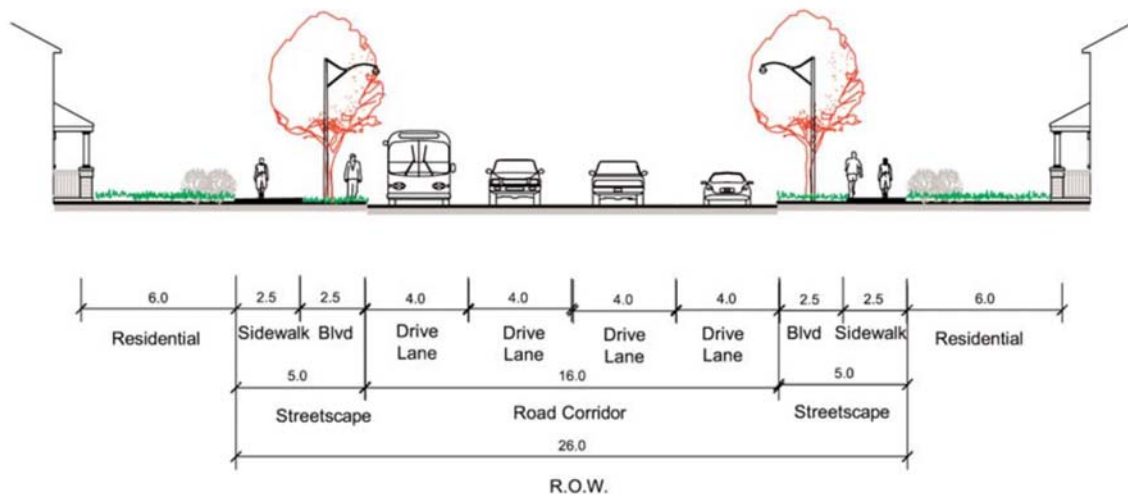 6.0 2.5 2.5 4.0 4.0 4.0 4.0 2.5 2.5 6.0
Residential Sidewalk Blvd Drive Drive Drive Drive Blvd Sidewalk Residential
Lane Lane Lane Lane
5.0 16.0 5.0
Streetscape Road Corridor Streetscape
26.0
R.O.W.